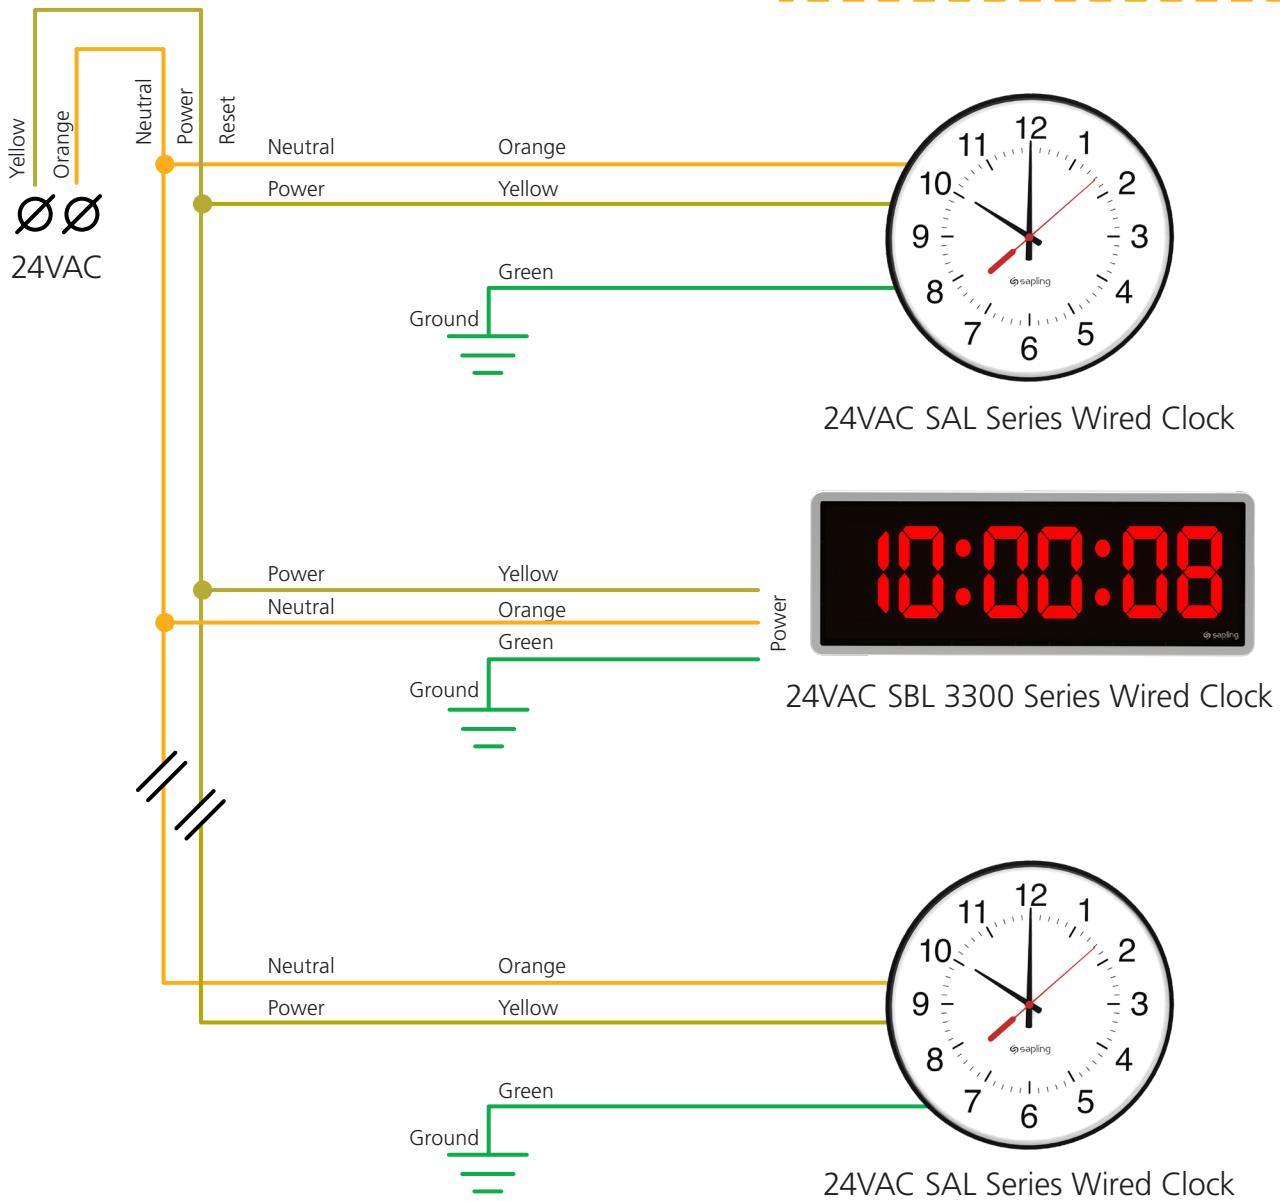 Yellow
Orange
Neutral
Power
Reset
24VAC
Neutral Orange
Power Yellow
Green
Ground
12
1
2
3
4
5
6
7
8
9
10
11
sapling
24VAC SAL Series Wired Clock
Power Yellow
Neutral Orange
Green
Ground
Power
10:00:08
sapling
24VAC SBL 3300 Series Wired Clock
Neutral Orange
Power Yellow
Green
Ground
12
1
2
3
4
5
6
7
8
9
10
11
sapling
24VAC SAL Series Wired Clock